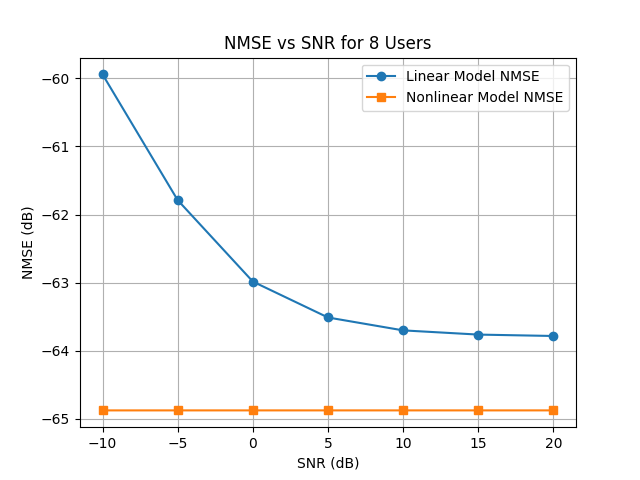 NMSE vs SNR for 8 Users
Linear Model NMSE
Nonlinear Model NMSE
NMSE (dB)
−60
−61
−62
−63
−64
−65
−10 −5 0 5 10 15 20
SNR (dB)